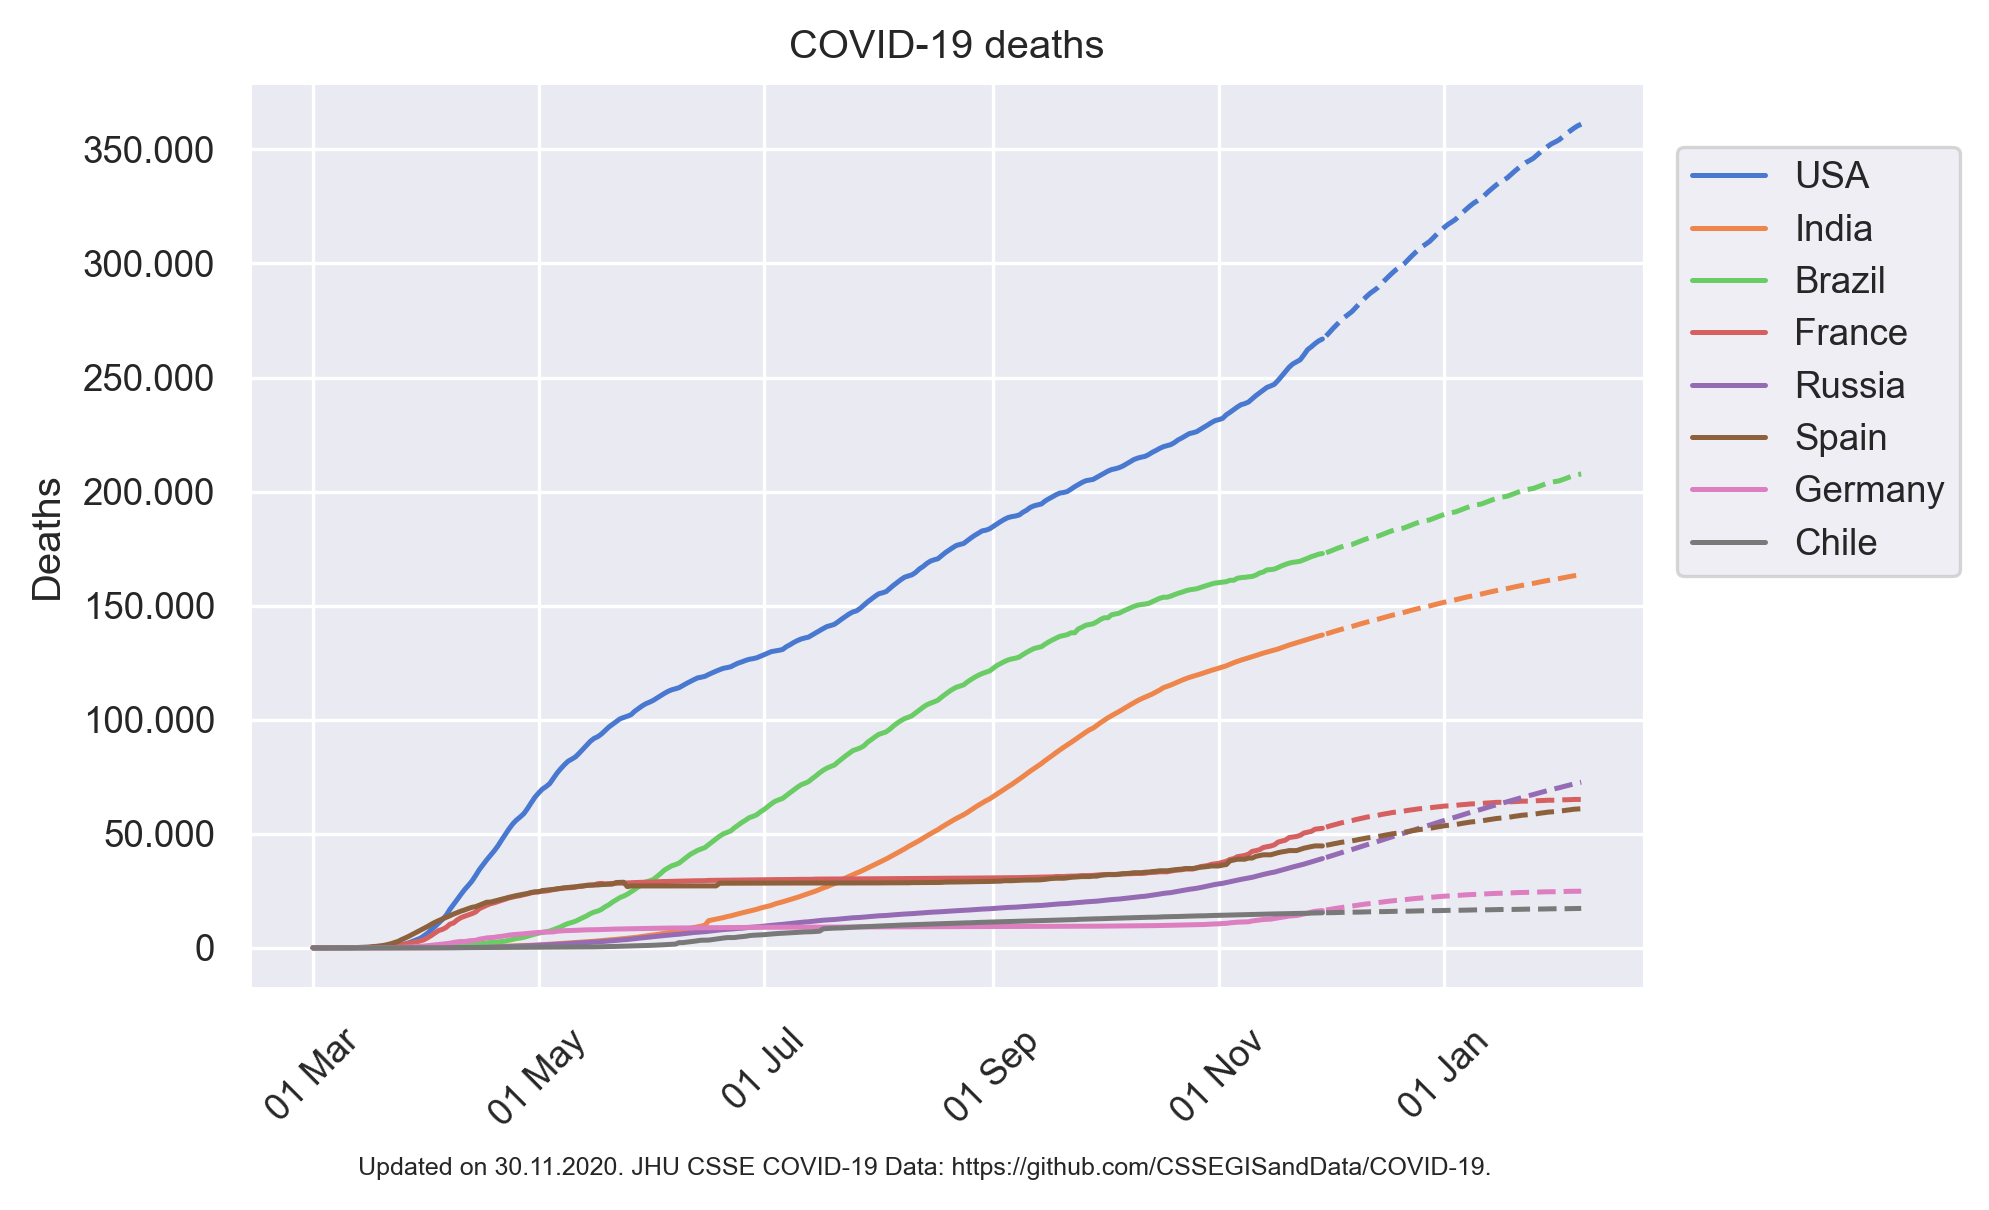 COVID-19 deaths
350.000
300.000
250.000
200.000
150.000
100.000
50.000
0
Deaths
01 Mar
01 May
01 Jul
01 Sep
01 Nov
01 Jan
USA
India
Brazil
France
Russia
Spain
Germany
Chile
Updated on 30.11.2020. JHU CSSE COVID-19 Data: https://github.com/CSSEGISandData/COVID-19.